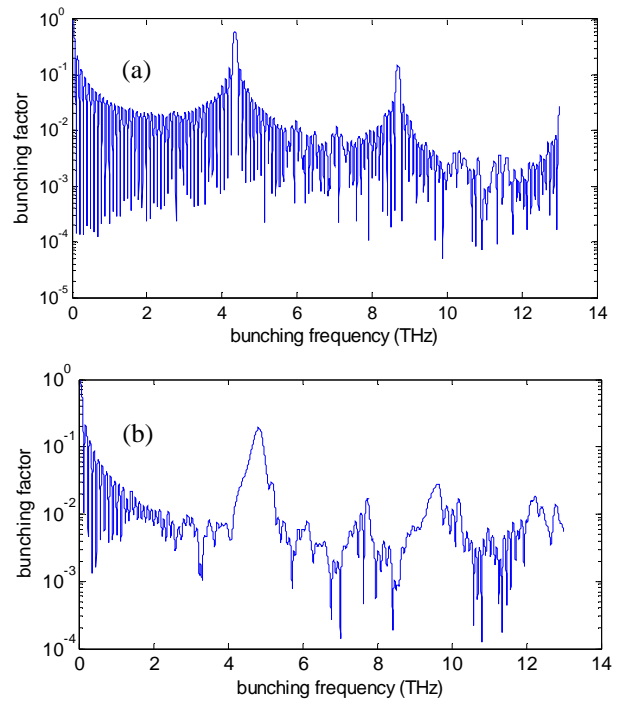 10^0
10^-1
10^-2
10^-3
10^-4
10^-5
bunching factor
(a)
0 2 4 6 8 10 12 14
bunching frequency (THz)
10^0
10^-1
10^-2
10^-3
10^-4
bunching factor
(b)
0 2 4 6 8 10 12 14
bunching frequency (THz)